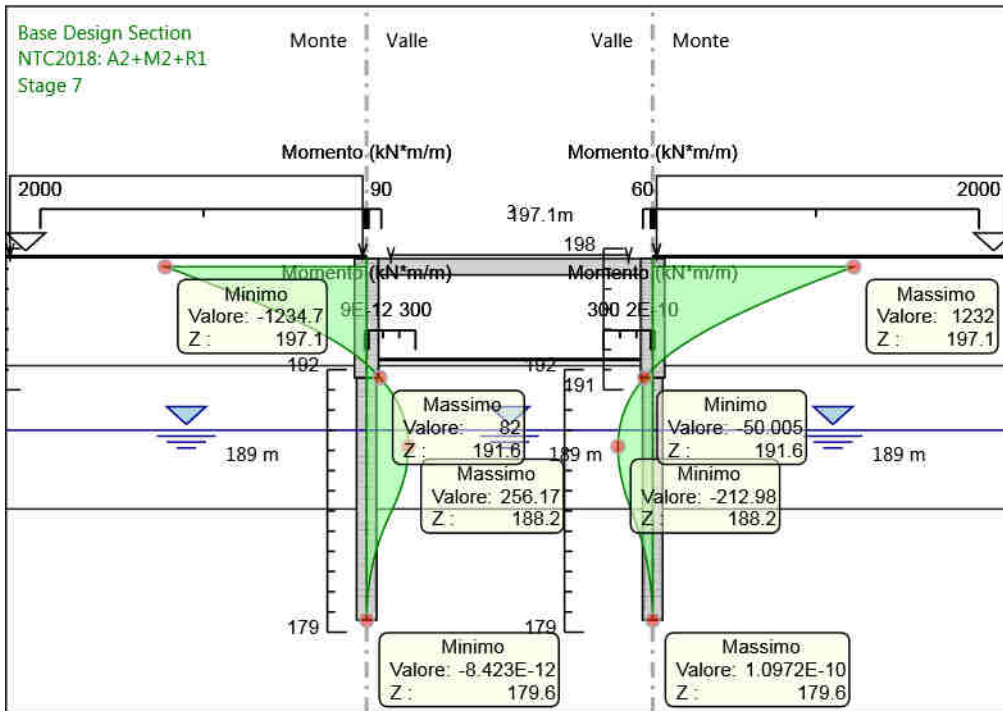 Base Design Section
NTC2018: A2+M2+R1
Stage 7
Monte Valle Valle Monte
Momento (kN*m/m) Momento (kN*m/m)
2000 90 60 2000
197.1m
198
Momento (kN*m/m) Momento (kN*m/m)
Minimo
Valore: -1234.7
Z : 197.1
9E-12 300 300 2E-10
Massimo
Valore: 1232
Z : 197.1
192 192
191
Massimo
Valore: 82
Z : 191.6
Minimo
Valore: -50.005
Z : 191.6
189 m 189 m 189 m
Massimo
Valore: 256.17
Z : 188.2
Minimo
Valore: -212.98
Z : 188.2
179 179
Minimo
Valore: -8.423E-12
Z : 179.6
Massimo
Valore: 1.0972E-10
Z : 179.6